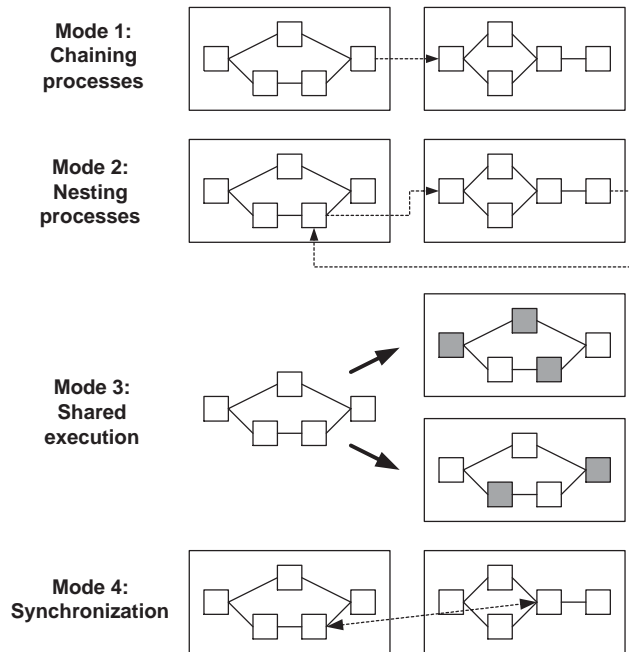 Mode 1:
Chaining
processes
Mode 2:
Nesting
processes
Mode 3:
Shared
execution
Mode 4:
Synchronization